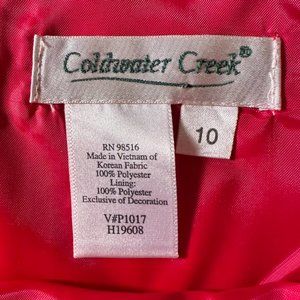 Coldwater Creek®
10
RN 98516
Made in Vietnam of
Korean Fabric
100% Polyester
Lining:
100% Polyester
Exclusive of Decoration
V#P1017
H19608